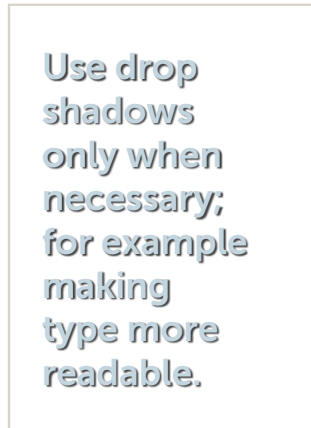 Use drop
shadows
only when
necessary;
for example
making
type more
readable.